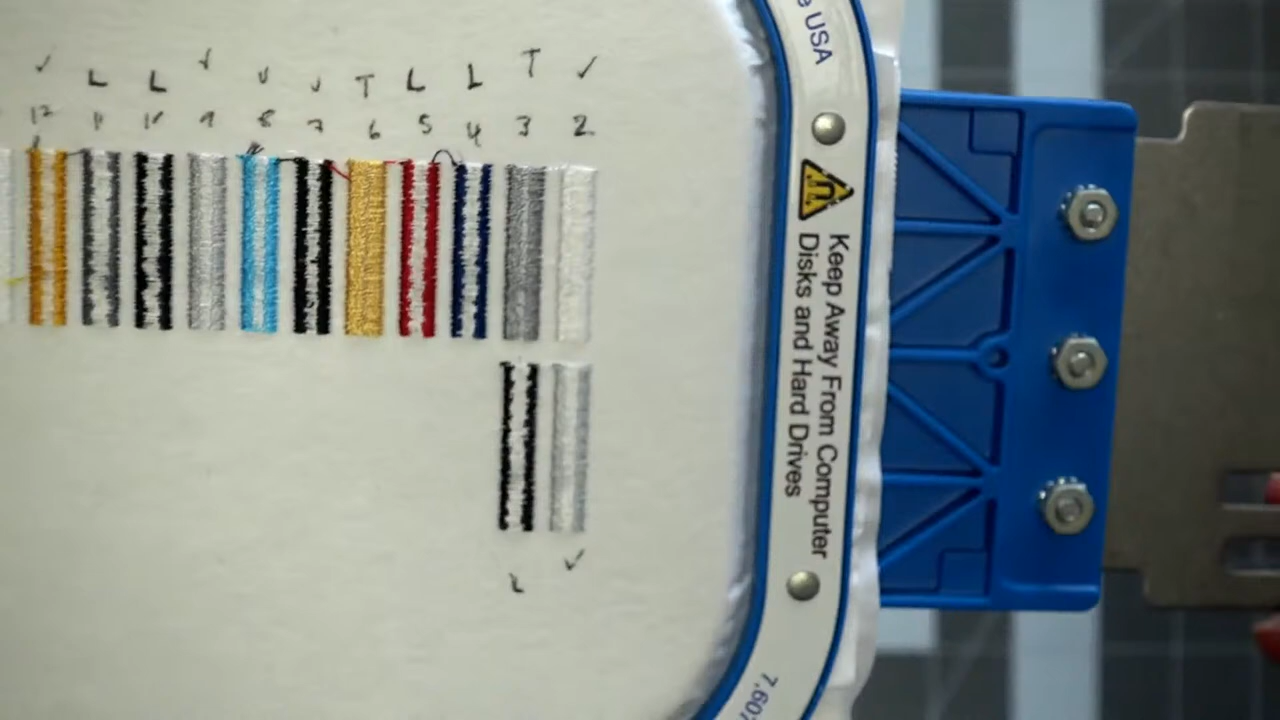 ✓ L L ✓ ✓ ✓ T L L T ✓
12 11 10 9 8 7 6 5 4 3 2
L ✓
USA
Keep Away From Computer
Disks and Hard Drives